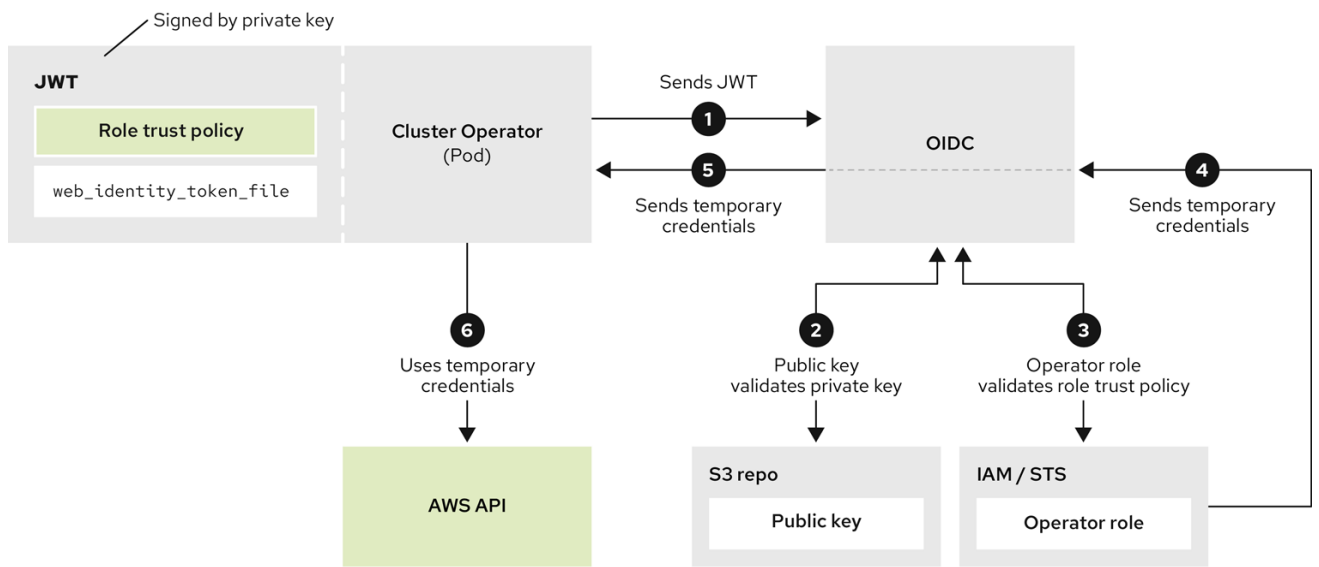 Signed by private key
JWT
Role trust policy
web_identity_token_file
Cluster Operator
(Pod)
Sends JWT
1
5
Sends temporary
credentials
OIDC
4
Sends temporary
credentials
6
Uses temporary
credentials
2
Public key
validates private key
3
Operator role
validates role trust policy
AWS API
S3 repo
Public key
IAM / STS
Operator role